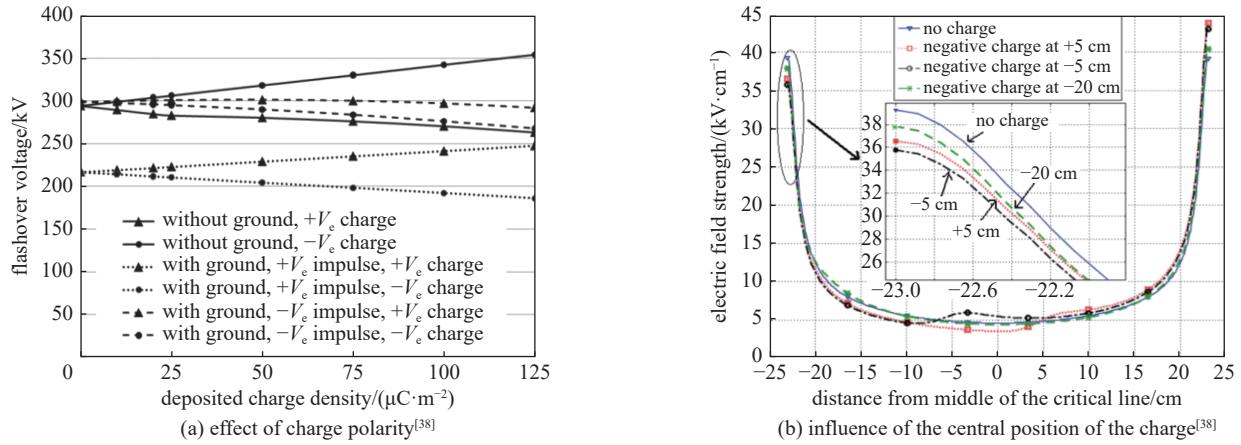 400
350
300
250
200
150
100
50
0
flashover voltage/kV
without ground, +Ve charge
without ground, −Ve charge
with ground, +Ve impulse, +Ve charge
with ground, +Ve impulse, −Ve charge
with ground, −Ve impulse, +Ve charge
with ground, −Ve impulse, −Ve charge
0 25 50 75 100 125
deposited charge density/(μC·m−2)
(a) effect of charge polarity[38]
45
40
35
30
25
20
15
10
5
0
electric field strength/(kV·cm−1)
no charge
negative charge at +5 cm
negative charge at −5 cm
negative charge at −20 cm
38
36
34
32
30
28
26
no charge
−20 cm
−5 cm
+5 cm
−23.0 −22.6 −22.2
−25 −20 −15 −10 −5 0 5 10 15 20 25
distance from middle of the critical line/cm
(b) influence of the central position of the charge[38]